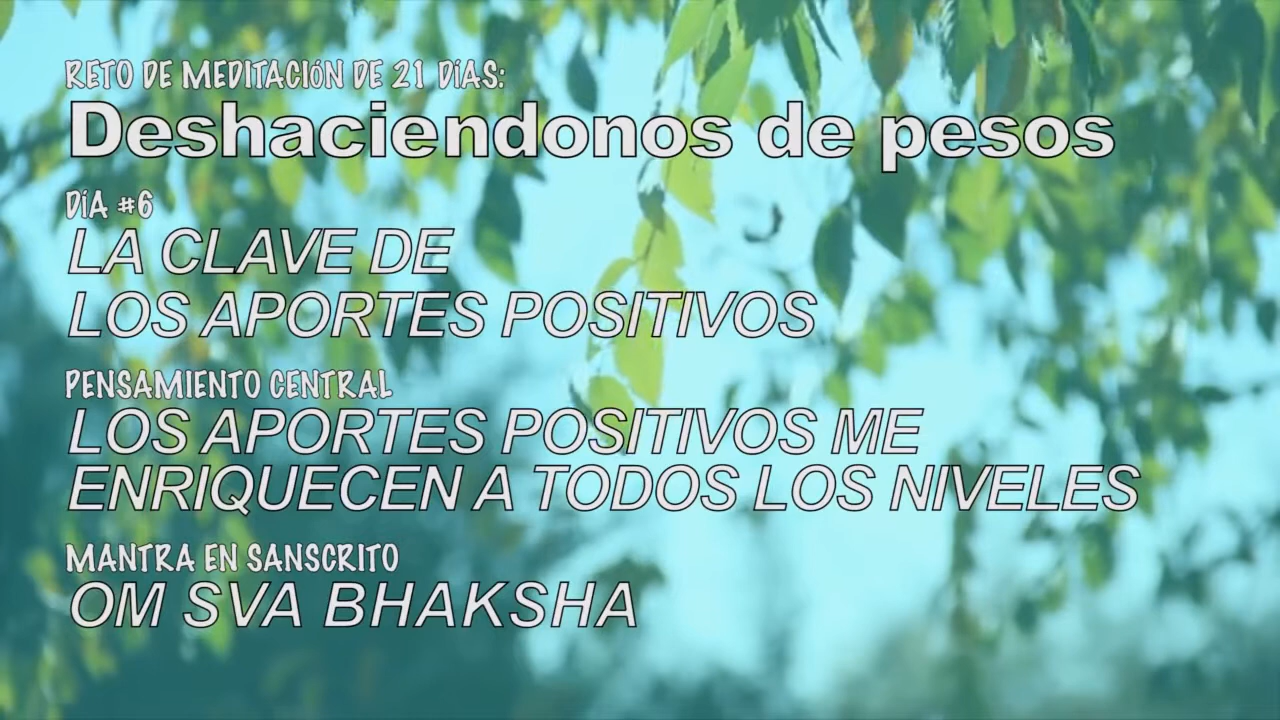 RETO DE MEDITACIÓN DE 21 DÍAS:
Deshaciendonos de pesos
DÍA #6
LA CLAVE DE
LOS APORTES POSITIVOS
PENSAMIENTO CENTRAL
LOS APORTES POSITIVOS ME
ENRIQUECEN A TODOS LOS NIVELES
MANTRA EN SANSCRITO
OM SVA BHAKSHA